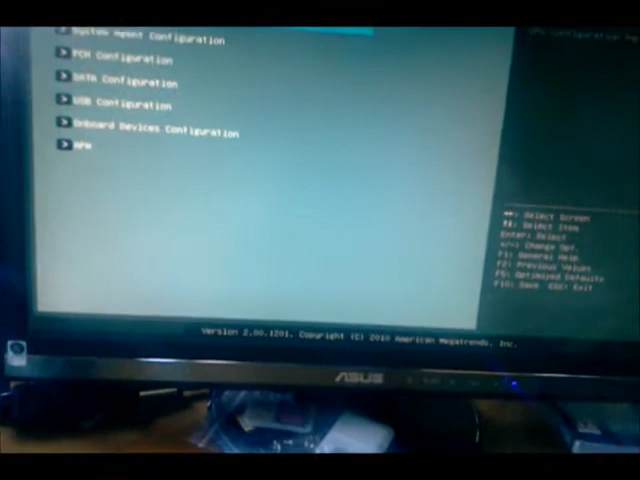 System Agent Configuration
PCH Configuration
SATA Configuration
USB Configuration
Onboard Devices Configuration
APM
CPU Configuration
→←: Select Screen
↑↓: Select Item
Enter: Select
+/-: Change Opt.
F1: General Help
F2: Previous Values
F5: Optimized Defaults
F10: Save ESC: Exit
Version 2.00.1201. Copyright (C) 2010 American Megatrends, Inc.
ASUS